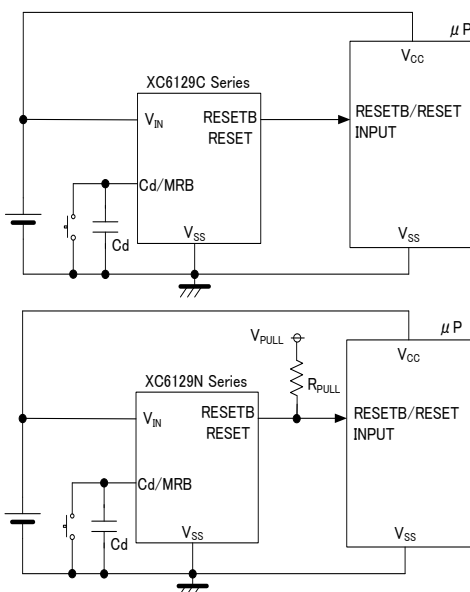 μP
V_CC
XC6129C Series
V_IN
RESETB
RESET
RESETB/RESET
INPUT
Cd/MRB
Cd
V_SS
V_SS
μP
V_PULL
V_CC
R_PULL
XC6129N Series
V_IN
RESETB
RESET
RESETB/RESET
INPUT
Cd/MRB
Cd
V_SS
V_SS